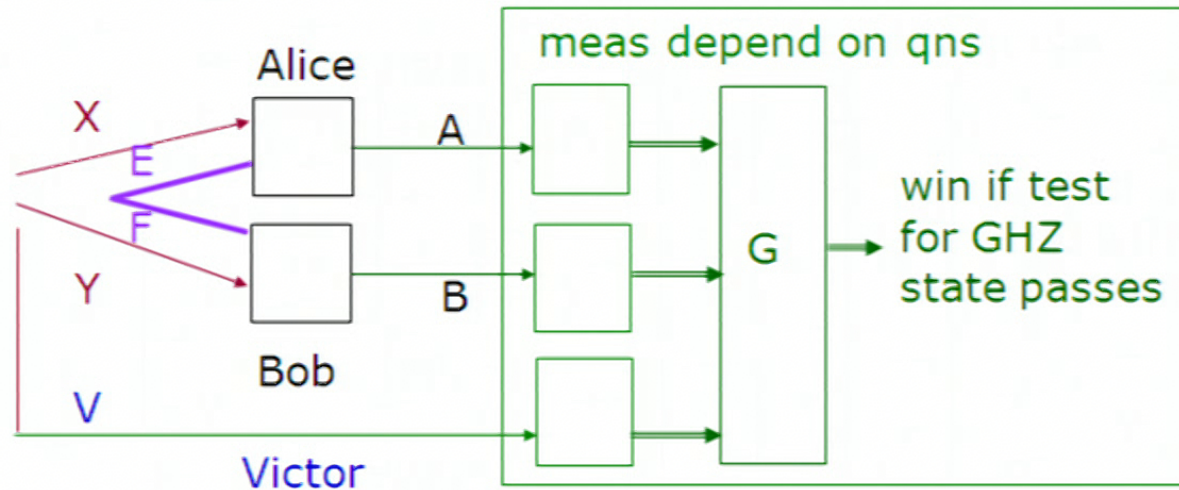 meas depend on qns
Alice
X
E
A
F
win if test
for GHZ
state passes
G
Y
B
Bob
V
Victor